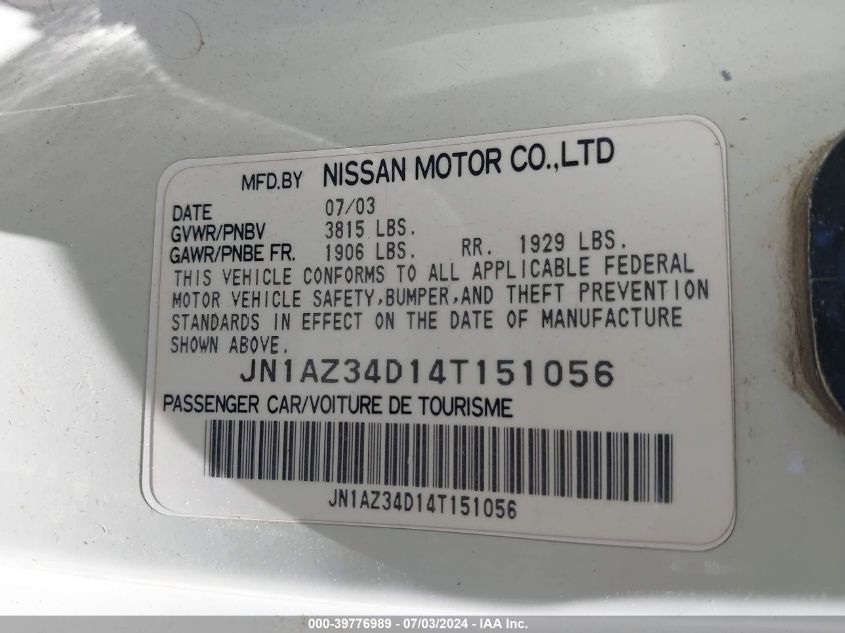 MFD.BY NISSAN MOTOR CO.,LTD
DATE 07/03
GVWR/PNBV 3815 LBS.
GAWR/PNBE FR. 1906 LBS. RR. 1929 LBS.
THIS VEHICLE CONFORMS TO ALL APPLICABLE FEDERAL
MOTOR VEHICLE SAFETY,BUMPER,AND THEFT PREVENTION
STANDARDS IN EFFECT ON THE DATE OF MANUFACTURE
SHOWN ABOVE.
JN1AZ34D14T151056
PASSENGER CAR/VOITURE DE TOURISME
JN1AZ34D14T151056
000-39776989 - 07/03/2024 - IAA Inc.